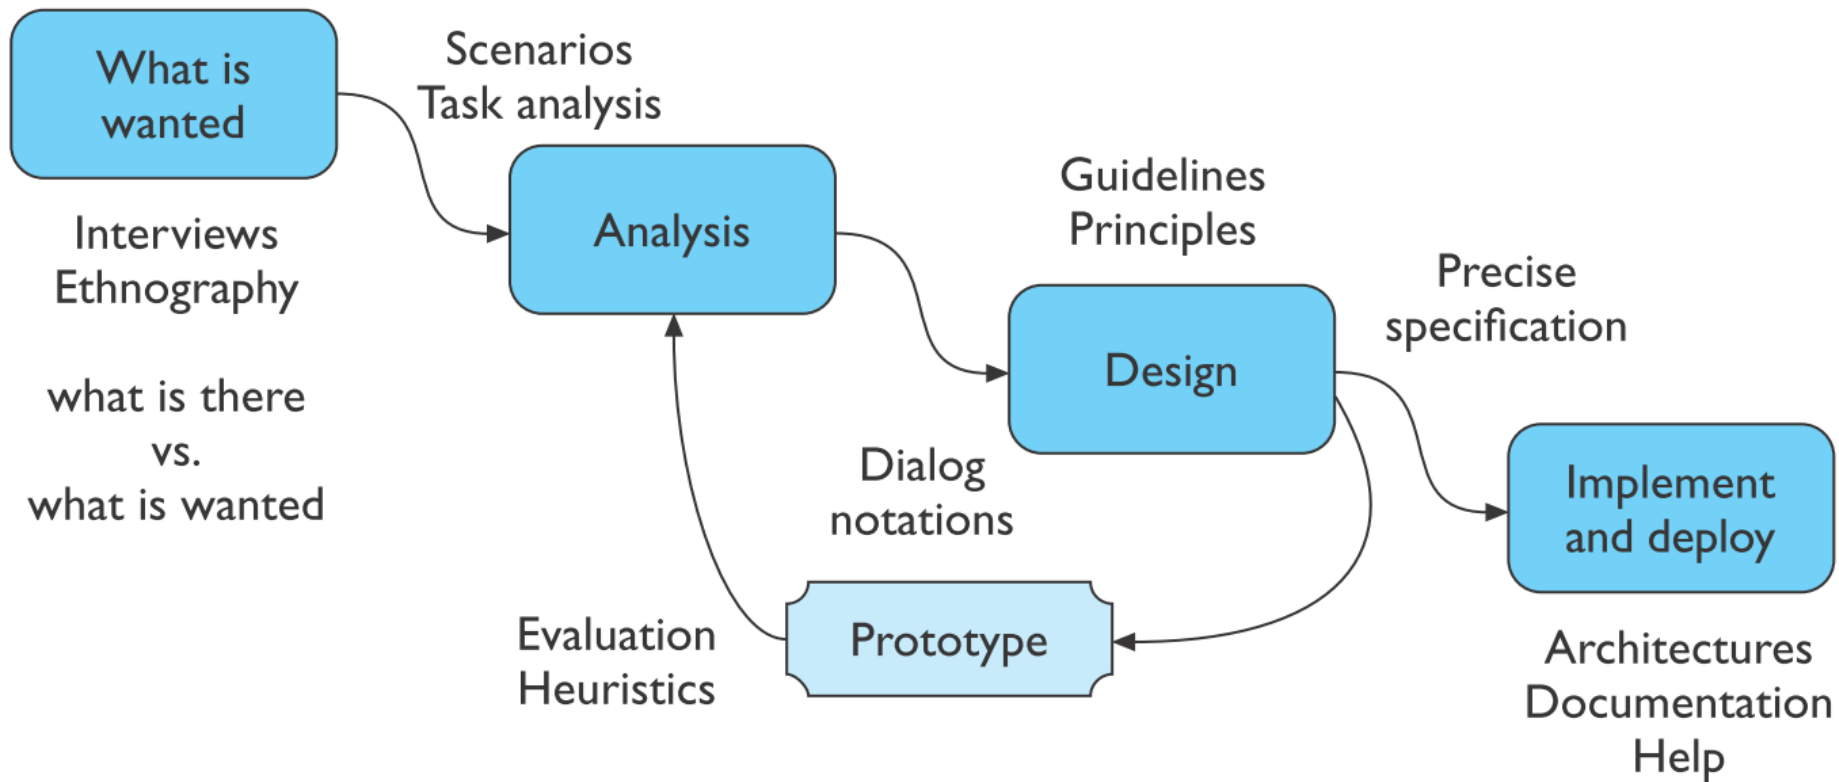 What is
wanted
Scenarios
Task analysis
Interviews
Ethnography
what is there
vs.
what is wanted
Analysis
Guidelines
Principles
Design
Precise
specification
Dialog
notations
Implement
and deploy
Evaluation
Heuristics
Prototype
Architectures
Documentation
Help